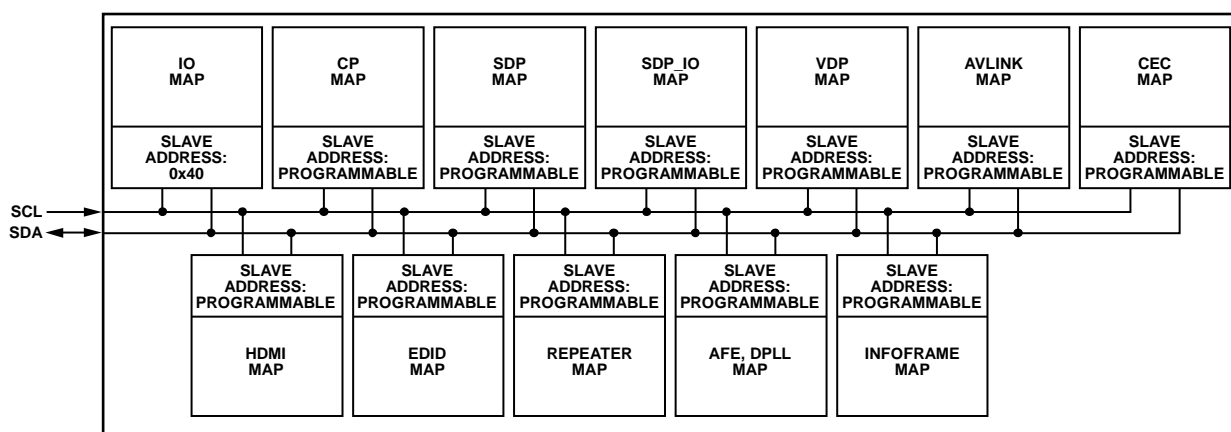 IO
MAP
SLAVE
ADDRESS:
0x40
CP
MAP
SLAVE
ADDRESS:
PROGRAMMABLE
SDP
MAP
SLAVE
ADDRESS:
PROGRAMMABLE
SDP_IO
MAP
SLAVE
ADDRESS:
PROGRAMMABLE
VDP
MAP
SLAVE
ADDRESS:
PROGRAMMABLE
AVLINK
MAP
SLAVE
ADDRESS:
PROGRAMMABLE
CEC
MAP
SLAVE
ADDRESS:
PROGRAMMABLE
SCL
SDA
SLAVE
ADDRESS:
PROGRAMMABLE
HDMI
MAP
SLAVE
ADDRESS:
PROGRAMMABLE
EDID
MAP
SLAVE
ADDRESS:
PROGRAMMABLE
REPEATER
MAP
SLAVE
ADDRESS:
PROGRAMMABLE
AFE, DPLL
MAP
SLAVE
ADDRESS:
PROGRAMMABLE
INFOFRAME
MAP